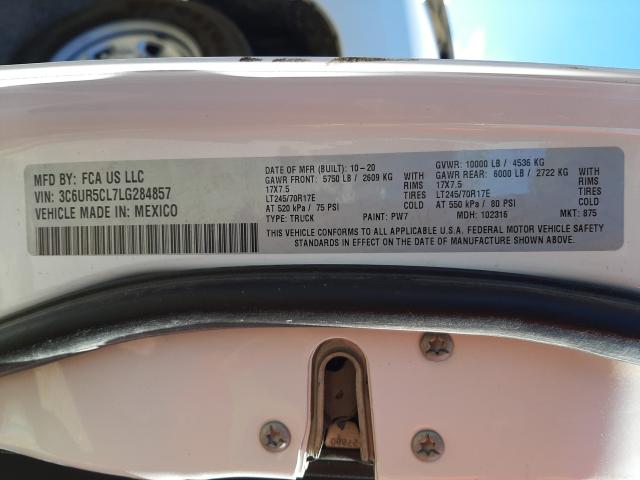 MFD BY: FCA US LLC
VIN: 3C6UR5CL7LG284857
VEHICLE MADE IN: MEXICO
DATE OF MFR (BUILT): 10-20
GAWR FRONT: 5750 LB / 2609 KG WITH
17X7.5 RIMS
LT245/70R17E TIRES
AT 520 kPa / 75 PSI COLD
TYPE: TRUCK PAINT: PW7
GVWR: 10000 LB / 4536 KG
GAWR REAR: 6000 LB / 2722 KG WITH
17X7.5 RIMS
LT245/70R17E TIRES
AT 550 kPa / 80 PSI COLD
MDH: 102316 MKT: 875
THIS VEHICLE CONFORMS TO ALL APPLICABLE U.S.A. FEDERAL MOTOR VEHICLE SAFETY
STANDARDS IN EFFECT ON THE DATE OF MANUFACTURE SHOWN ABOVE.